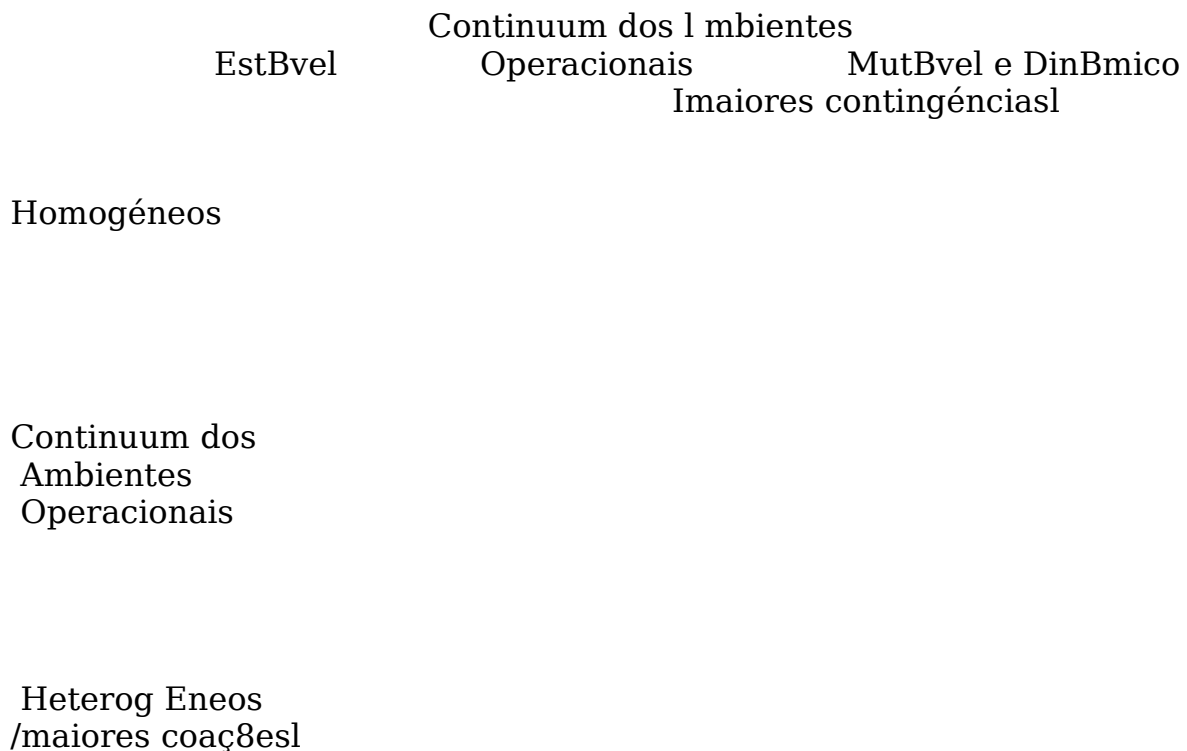 Continuum dos l mbientes
EstBvel Operacionais MutBvel e DinBmico
Imaiores contingénciasl
Homogéneos
Continuum dos
Ambientes
Operacionais
Heterog Eneos
/maiores coaç8esl